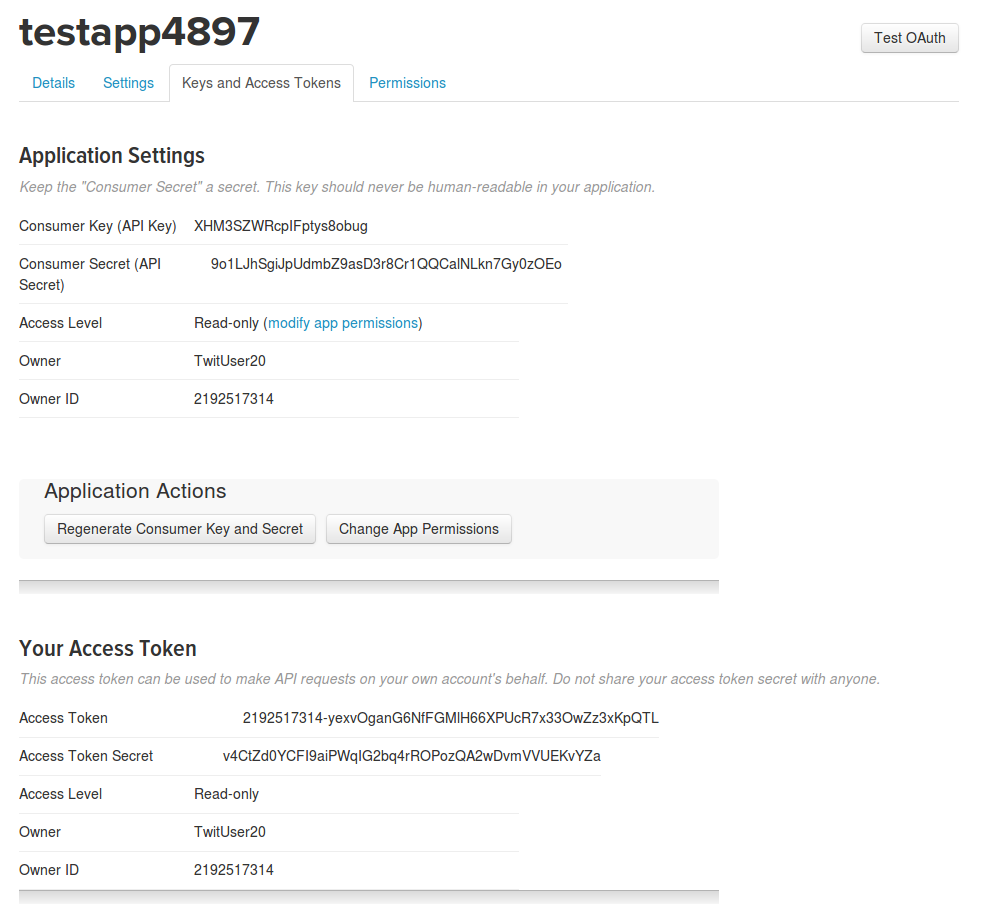 testapp4897
Test OAuth
Details Settings Keys and Access Tokens Permissions
Application Settings
Keep the "Consumer Secret" a secret. This key should never be human-readable in your application.
Consumer Key (API Key) XHM3SZWRcpIFptys8obug
Consumer Secret (API Secret) 9o1LJhSgiJpUdmbZ9asD3r8Cr1QQCalNLkn7Gy0zOEo
Access Level Read-only (modify app permissions)
Owner TwitUser20
Owner ID 2192517314
Application Actions
Regenerate Consumer Key and Secret Change App Permissions
Your Access Token
This access token can be used to make API requests on your own account's behalf. Do not share your access token secret with anyone.
Access Token 2192517314-yexvOganG6NfFGMlH66XPUcR7x33OwZz3xKpQTL
Access Token Secret v4CtZd0YCFI9aiPWqIG2bq4rROPozQA2wDvmVVUEKvYZa
Access Level Read-only
Owner TwitUser20
Owner ID 2192517314